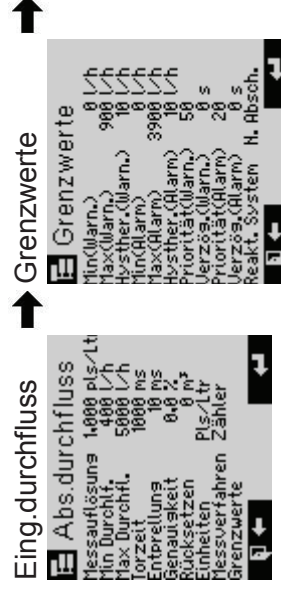 Eing.durchfluss
Abs.durchfluss
Messauflösung 1.000 pls/Ltr
Min Durchlf. 400 l/h
Max Durchfl. 5000 l/h
Torzeit 1000 ms
Entprellung 10 ms
Genauigkeit 0.0 %
Rücksetzen 0 m³
Einheiten Pls/Ltr
Messverfahren Zähler
Grenzwerte
Grenzwerte
Grenzwerte
Min(Warn.) 0 l/h
Max(Warn.) 900 l/h
Hysther.(Warn.) 10 l/h
Min(Alarm) 0 l/h
Max(Alarm) 3900 l/h
Hysther.(Alarm) 10 l/h
Priorität(Warn.) 50
Verzög.(Warn.) 0 s
Priorität(Alarm) 20
Verzög.(Alarm) 0 s
Reakt. System N. Absch.